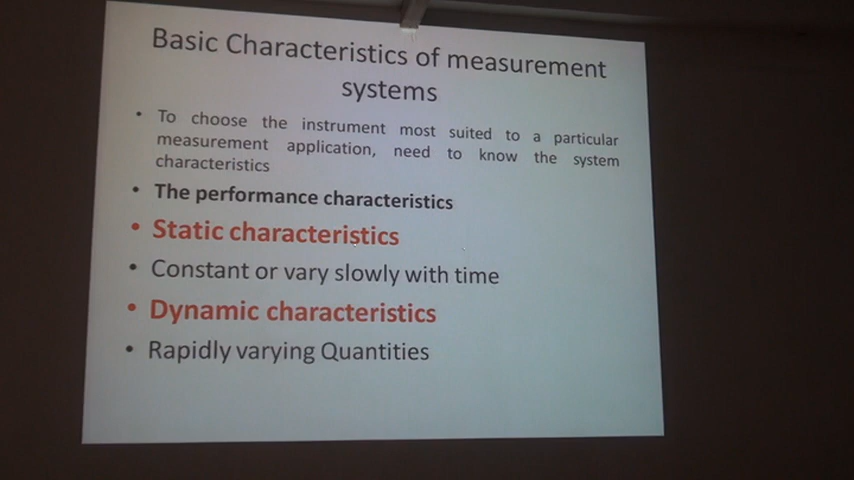 Basic Characteristics of measurement
systems
• To choose the instrument most suited to a particular
measurement application, need to know the system
characteristics
• The performance characteristics
• Static characteristics
• Constant or vary slowly with time
• Dynamic characteristics
• Rapidly varying Quantities